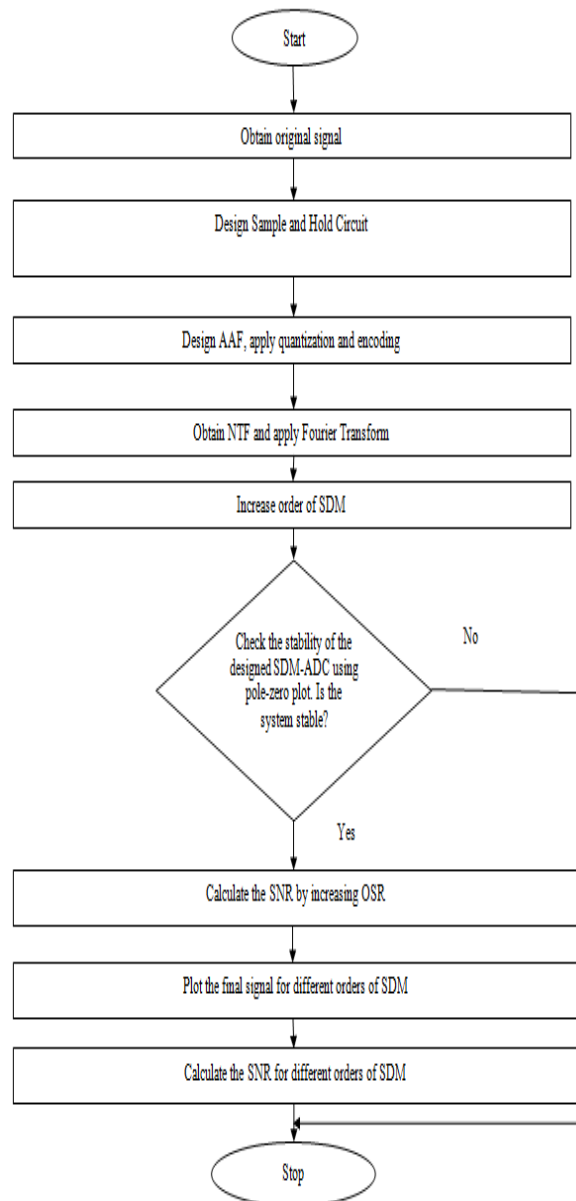 Start
Obtain original signal
Design Sample and Hold Circuit
Design AAF, apply quantization and encoding
Obtain NTF and apply Fourier Transform
Increase order of SDM
Check the stability of the
designed SDM-ADC using
pole-zero plot. Is the
system stable?
No
Yes
Calculate the SNR by increasing OSR
Plot the final signal for different orders of SDM
Calculate the SNR for different orders of SDM
Stop